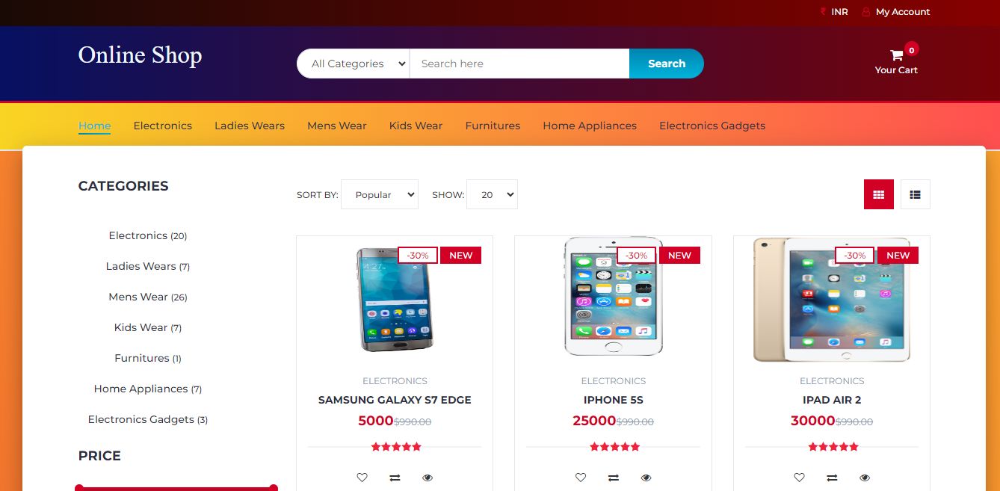 ₹ INR My Account
Online Shop
All Categories Search here Search
0
Your Cart
Home Electronics Ladies Wears Mens Wear Kids Wear Furnitures Home Appliances Electronics Gadgets
CATEGORIES
Electronics (20)
Ladies Wears (7)
Mens Wear (26)
Kids Wear (7)
Furnitures (1)
Home Appliances (7)
Electronics Gadgets (3)
PRICE
SORT BY: Popular SHOW: 20
-30% NEW
4:27
ELECTRONICS
SAMSUNG GALAXY S7 EDGE
5000$990.00
-30% NEW
ELECTRONICS
IPHONE 5S
25000$990.00
-30% NEW
ELECTRONICS
IPAD AIR 2
30000$990.00